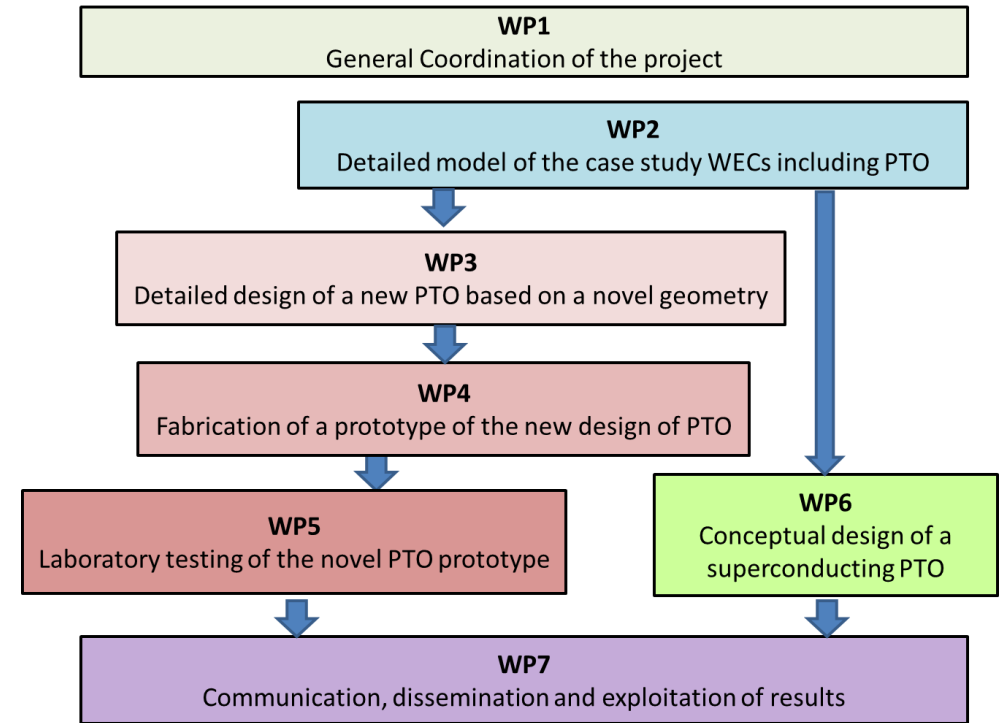 WP1
General Coordination of the project
WP2
Detailed model of the case study WECs including PTO
WP3
Detailed design of a new PTO based on a novel geometry
WP4
Fabrication of a prototype of the new design of PTO
WP5
Laboratory testing of the novel PTO prototype
WP6
Conceptual design of a
superconducting PTO
WP7
Communication, dissemination and exploitation of results